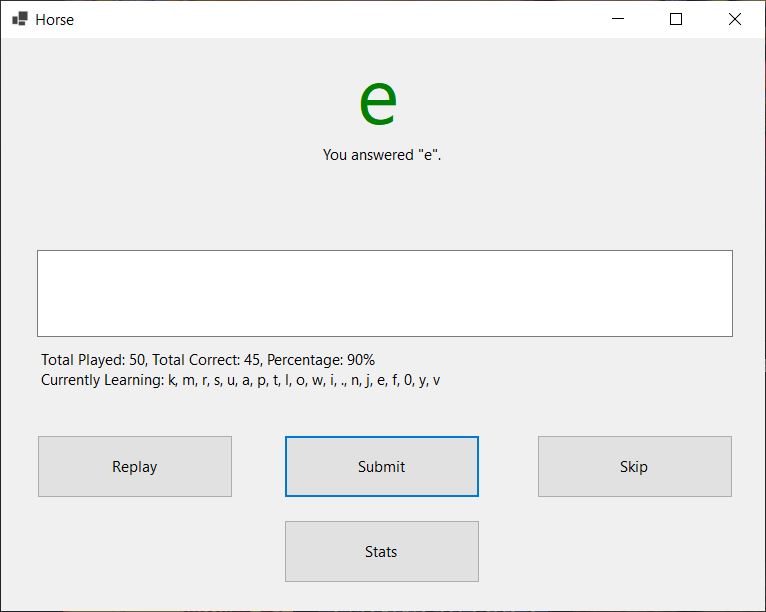 Horse
e
You answered "e".
Total Played: 50, Total Correct: 45, Percentage: 90%
Currently Learning: k, m, r, s, u, a, p, t, l, o, w, i, ., n, j, e, f, 0, y, v
Replay
Submit
Skip
Stats